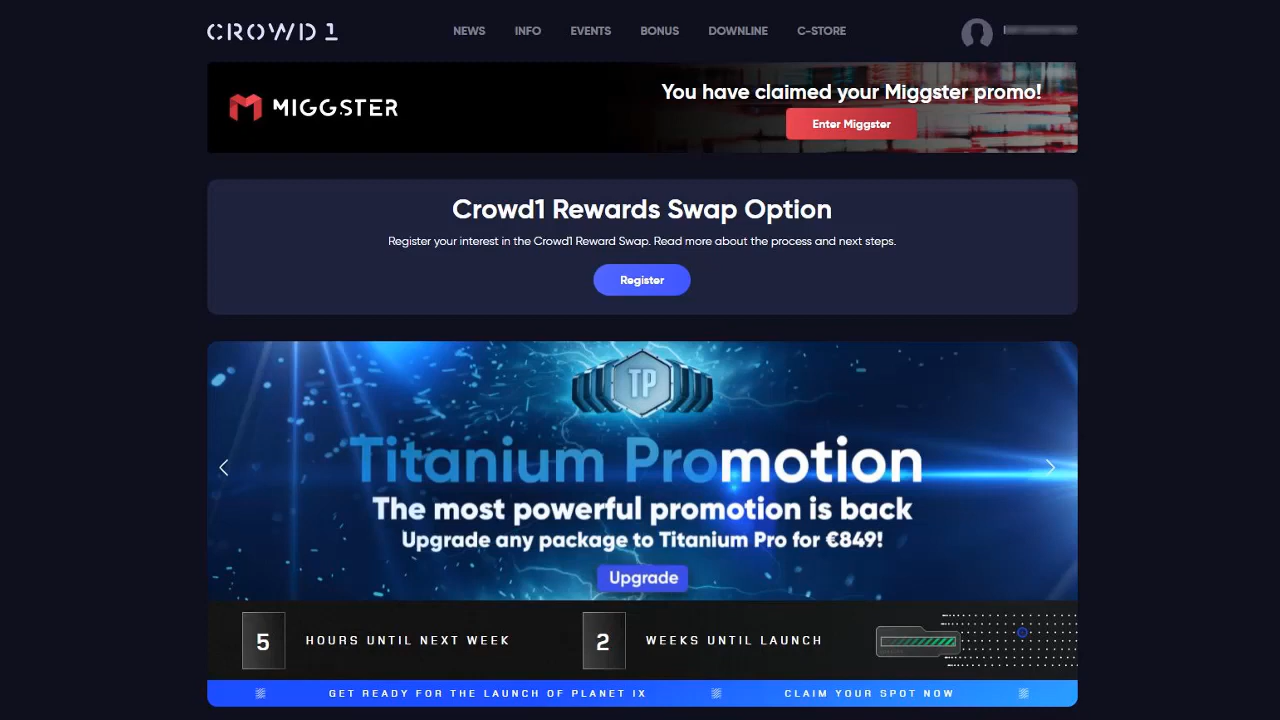 CROWD 1
NEWS INFO EVENTS BONUS DOWNLINE C-STORE
MIGGSTER
You have claimed your Miggster promo!
Enter Miggster
Crowd1 Rewards Swap Option
Register your interest in the Crowd1 Reward Swap. Read more about the process and next steps.
Register
TP
Titanium Promotion
The most powerful promotion is back
Upgrade any package to Titanium Pro for €849!
Upgrade
5 HOURS UNTIL NEXT WEEK 2 WEEKS UNTIL LAUNCH
GET READY FOR THE LAUNCH OF PLANET IX CLAIM YOUR SPOT NOW